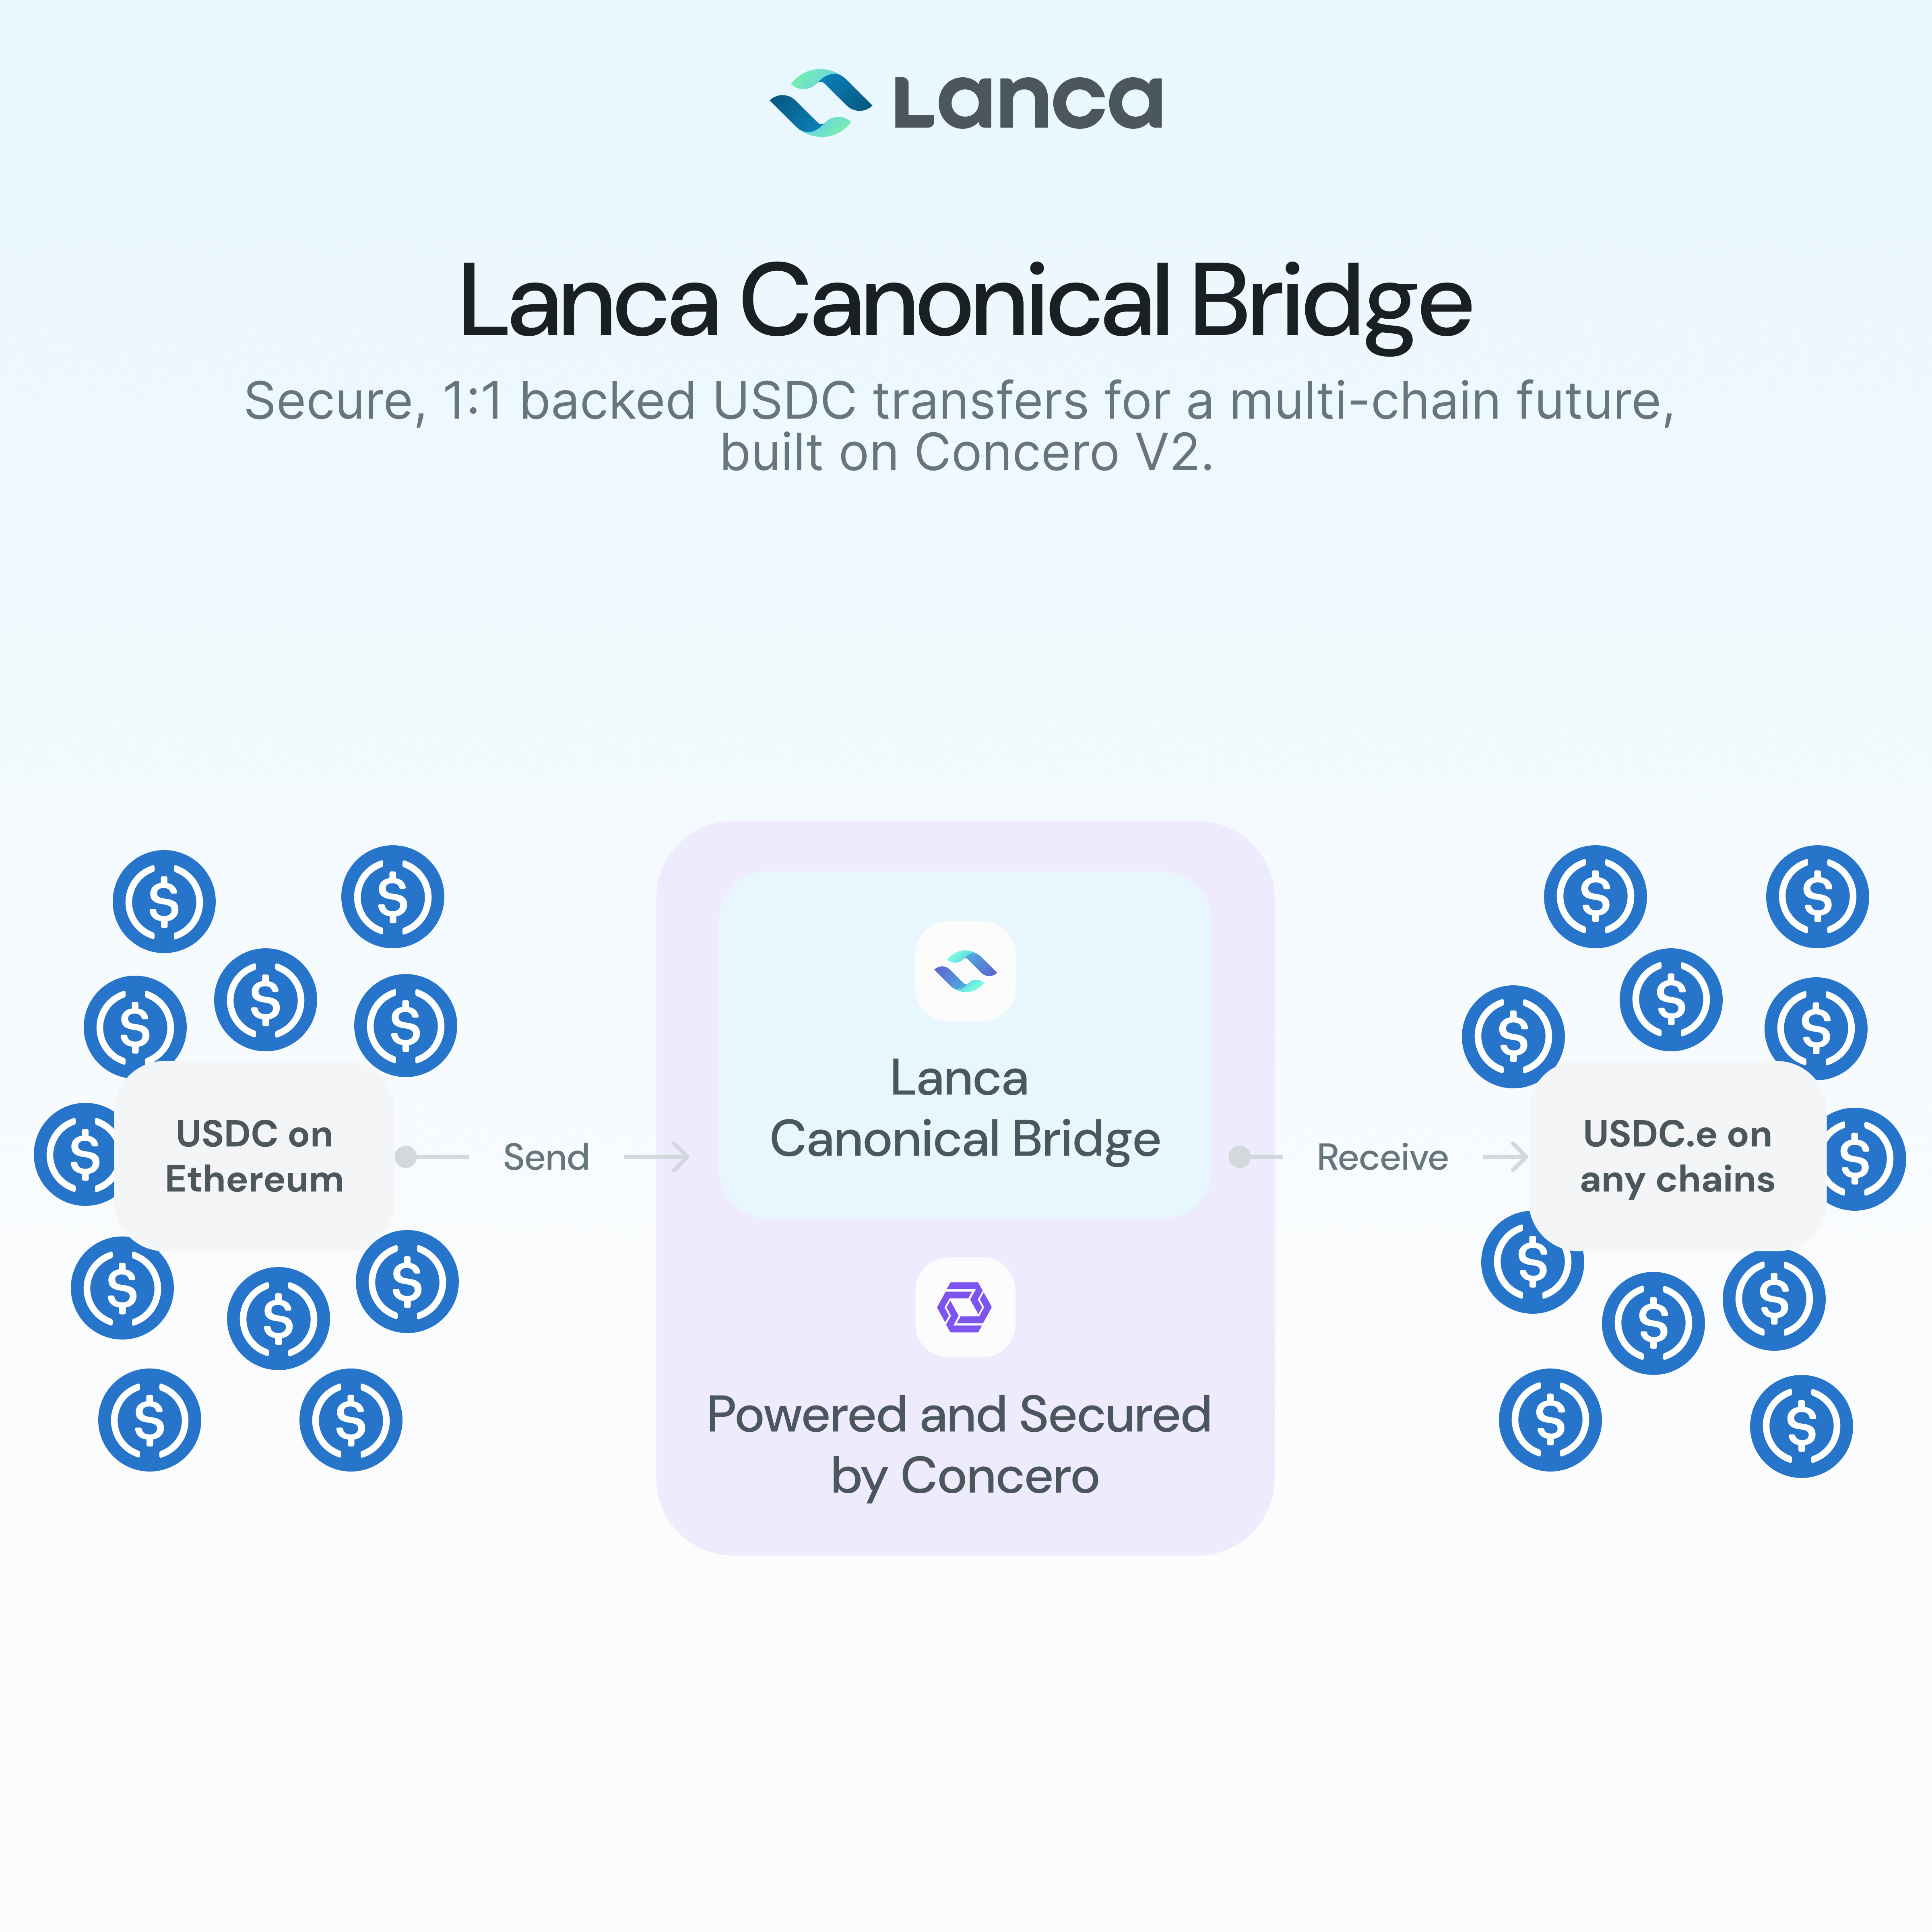 Lanca
Lanca Canonical Bridge
Secure, 1:1 backed USDC transfers for a multi-chain future,
built on Concero V2.
USDC on
Ethereum
Send
Lanca
Canonical Bridge
Powered and Secured
by Concero
Receive
USDC.e on
any chains